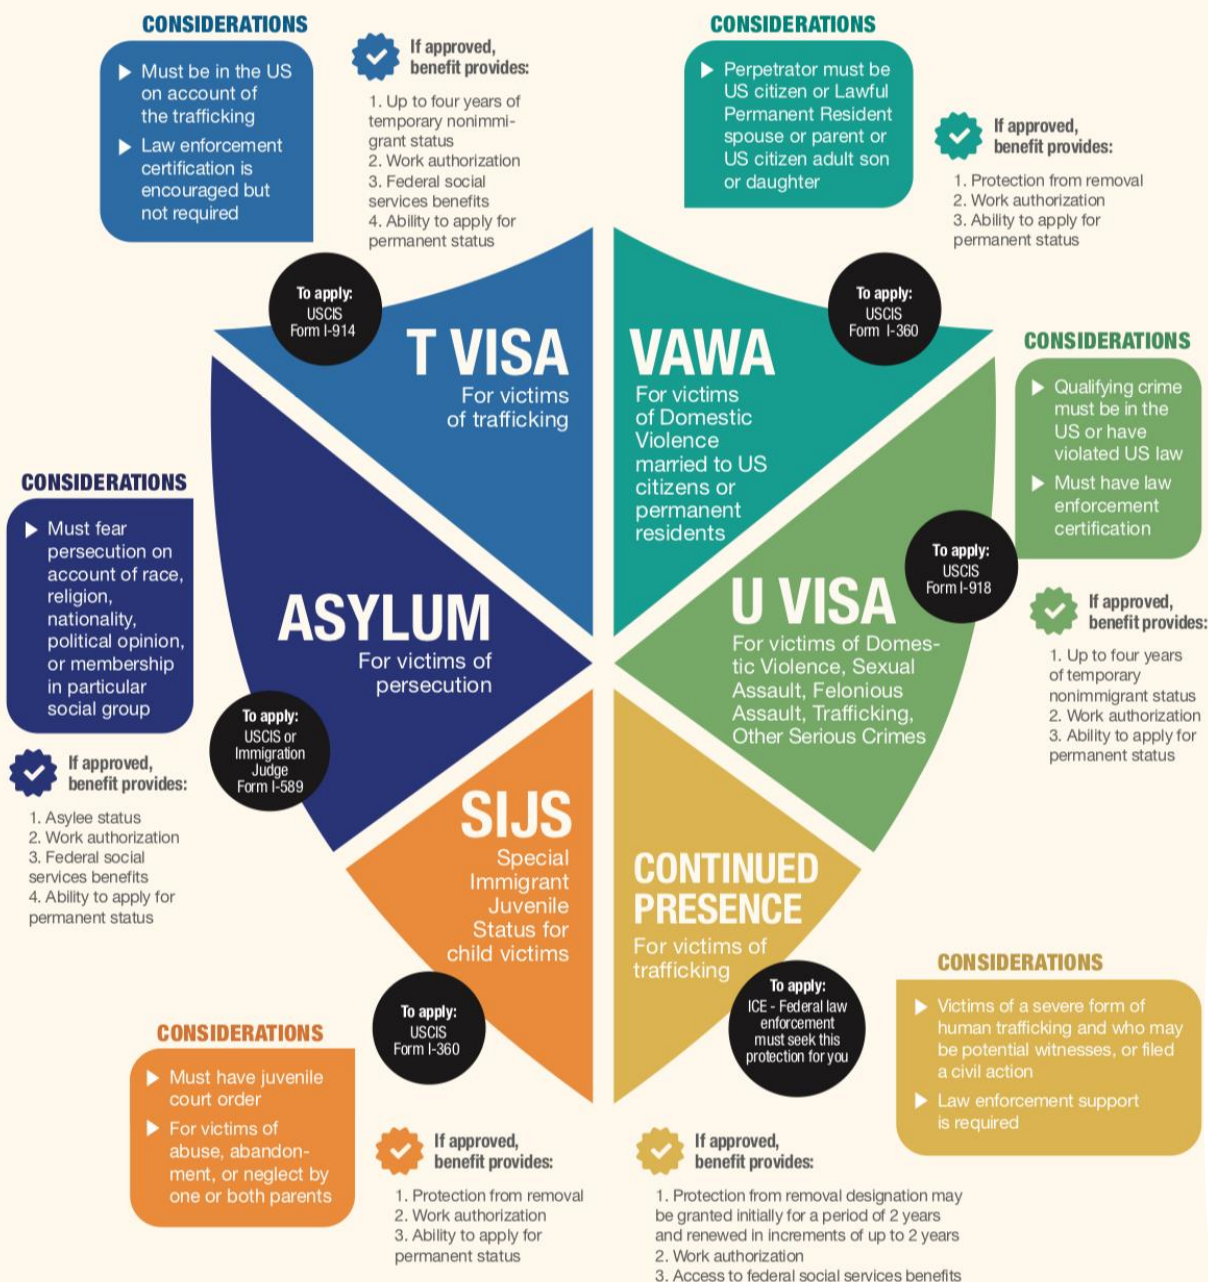 CONSIDERATIONS
Must be in the US
on account of
the trafficking
Law enforcement
certification is
encouraged but
not required
If approved,
benefit provides:
1. Up to four years of
temporary nonimmi-
grant status
2. Work authorization
3. Federal social
services benefits
4. Ability to apply for
permanent status
To apply:
USCIS
Form I-914
T VISA
For victims
of trafficking
CONSIDERATIONS
Perpetrator must be
US citizen or Lawful
Permanent Resident
spouse or parent or
US citizen adult son
or daughter
If approved,
benefit provides:
1. Protection from removal
2. Work authorization
3. Ability to apply for
permanent status
To apply:
USCIS
Form I-360
VAWA
For victims
of Domestic
Violence
married to US
citizens or
permanent
residents
CONSIDERATIONS
Qualifying crime
must be in the
US or have
violated US law
Must have law
enforcement
certification
To apply:
USCIS
Form I-918
If approved,
benefit provides:
1. Up to four years
of temporary
nonimmigrant status
2. Work authorization
3. Ability to apply for
permanent status
U VISA
For victims of Domes-
tic Violence, Sexual
Assault, Felonious
Assault, Trafficking,
Other Serious Crimes
CONSIDERATIONS
Must fear
persecution on
account of race,
religion,
nationality,
political opinion,
or membership
in particular
social group
ASYLUM
For victims of
persecution
To apply:
USCIS or
Immigration
Judge
Form I-589
If approved,
benefit provides:
1. Asylee status
2. Work authorization
3. Federal social
services benefits
4. Ability to apply for
permanent status
SIJS
Special
Immigrant
Juvenile
Status for
child victims
To apply:
USCIS
Form I-360
CONSIDERATIONS
Must have juvenile
court order
For victims of
abuse, abandon-
ment, or neglect by
one or both parents
If approved,
benefit provides:
1. Protection from removal
2. Work authorization
3. Ability to apply for
permanent status
CONTINUED
PRESENCE
For victims of
trafficking
To apply:
ICE - Federal law
enforcement
must seek this
protection for you
CONSIDERATIONS
Victims of a severe form of
human trafficking and who may
be potential witnesses, or filed
a civil action
Law enforcement support
is required
If approved,
benefit provides:
1. Protection from removal designation may
be granted initially for a period of 2 years
and renewed in increments of up to 2 years
2. Work authorization
3. Access to federal social services benefits